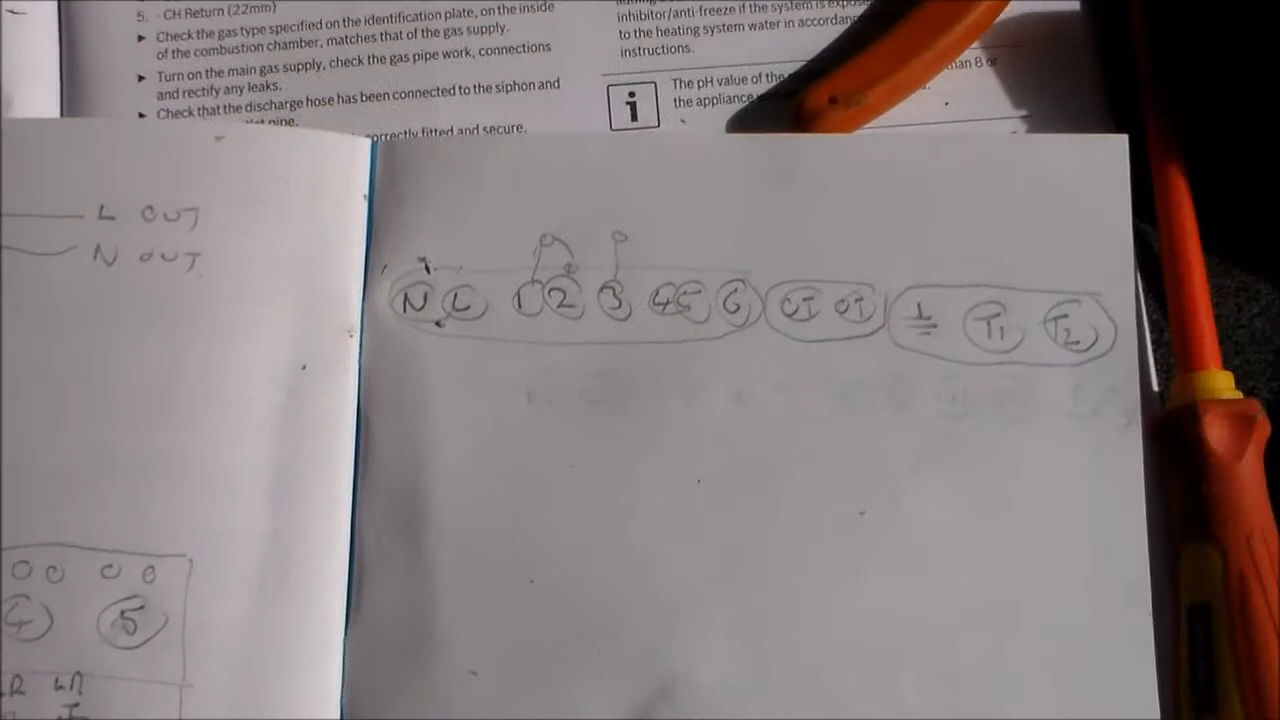 5. CH Return (22mm)
► Check the gas type specified on the identification plate, on the inside
of the combustion chamber, matches that of the gas supply.
► Turn on the main gas supply, check the gas pipe work, connections
and rectify any leaks.
► Check that the discharge hose has been connected to the siphon and
pipe.
correctly fitted and secure.
inhibitor/anti-freeze if the system is
to the heating system water in
instructions.
i
The pH value of the than 8 or
the appliance
L OUT
N OUT
4 5
N L 1 2 3 4 5 6 OT OT T1 T2